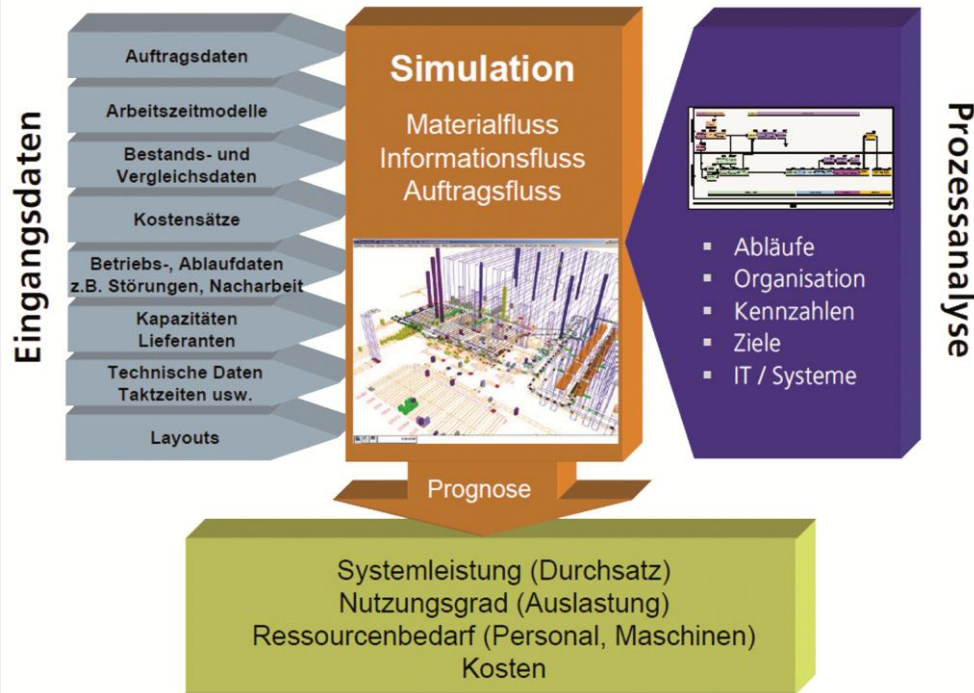 Eingangsdaten
Auftragsdaten
Arbeitszeitmodelle
Bestands- und
Vergleichsdaten
Kostensätze
Betriebs-, Ablaufdaten
z.B. Störungen, Nacharbeit
Kapazitäten
Lieferanten
Technische Daten
Taktzeiten usw.
Layouts
Simulation
Materialfluss
Informationsfluss
Auftragsfluss
Prozessanalyse
▪ Abläufe
▪ Organisation
▪ Kennzahlen
▪ Ziele
▪ IT / Systeme
Prognose
Systemleistung (Durchsatz)
Nutzungsgrad (Auslastung)
Ressourcenbedarf (Personal, Maschinen)
Kosten